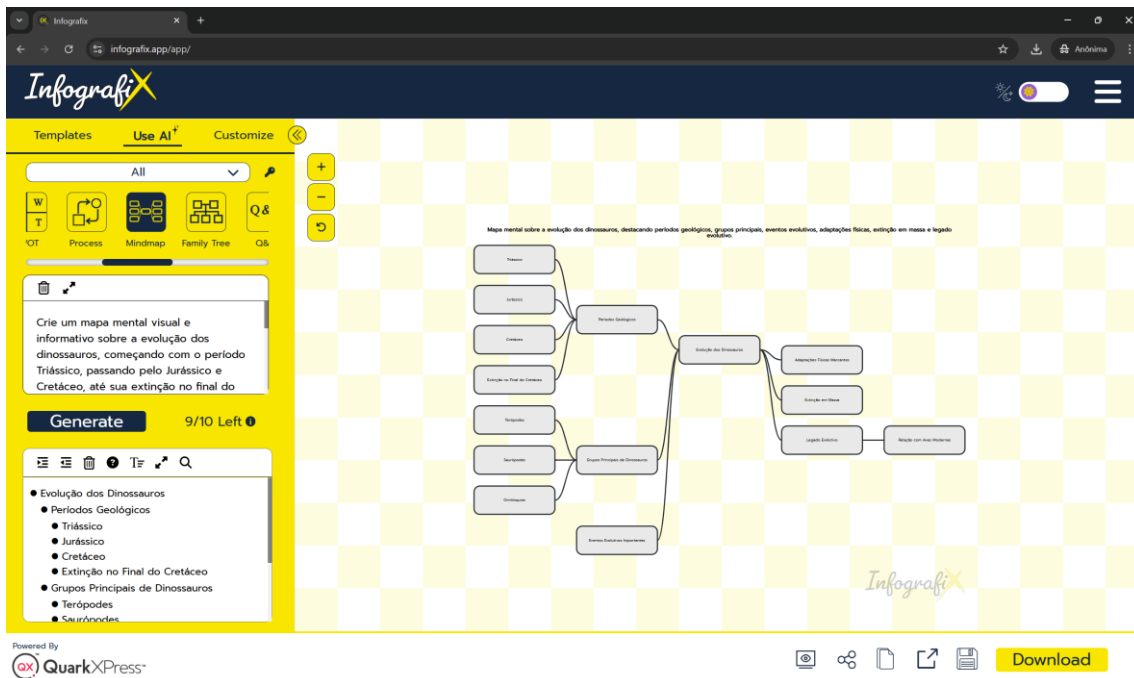 Infografix
infografix.app/app/
Anônima
InfografiX
Templates
Use AI
Customize
All
W
T
Q&
'OT
Process
Mindmap
Family Tree
Q&
Crie um mapa mental visual e
informativo sobre a evolução dos
dinossauros, começando com o período
Triássico, passando pelo Jurássico e
Cretáceo, até sua extinção no final do
Generate
9/10 Left
Evolução dos Dinossauros
Períodos Geológicos
Triássico
Jurássico
Cretáceo
Extinção no Final do Cretáceo
Grupos Principais de Dinossauros
Terópodes
Saurópodes
Mapa mental sobre a evolução dos dinossauros, destacando períodos geológicos, grupos principais, eventos evolutivos, adaptações físicas, extinção em massa e legado
evolutivo.
Triássico
Jurássico
Cretáceo
Extinção no Final do Cretáceo
Terópodes
Saurópodes
Períodos Geológicos
Grupos Principais de Dinossauros
Eventos Evolutivos Importantes
Evolução dos Dinossauros
Adaptações Físicas Marcantes
Extinção em Massa
Legado Evolutivo
Relação com Aves Modernas
InfografiX
Powered By
QX QuarkXPress
Download